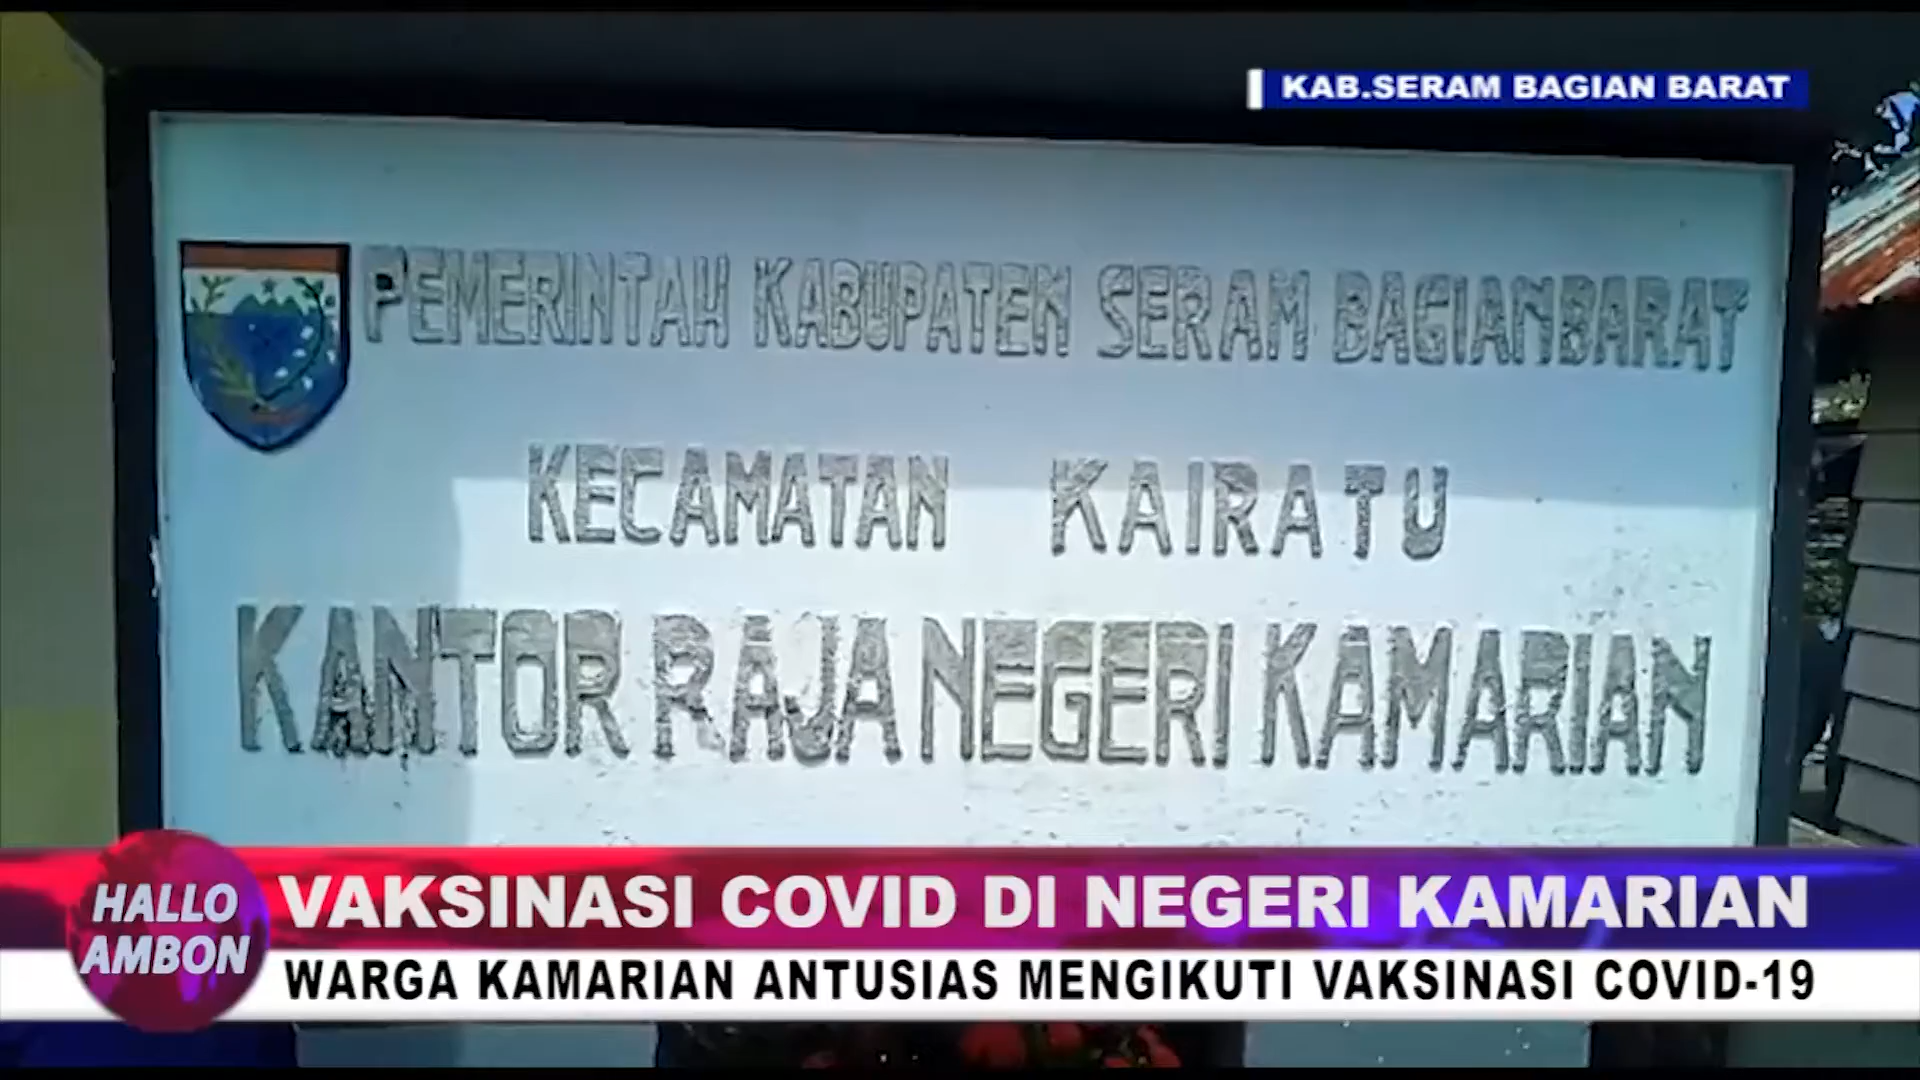 KAB.SERAM BAGIAN BARAT
PEMERINTAH KABUPATEN SERAM BAGIANBARAT
KECAMATAN KAIRATU
KANTOR RAJA NEGERI KAMARIAN
HALLO
AMBON
VAKSINASI COVID DI NEGERI KAMARIAN
WARGA KAMARIAN ANTUSIAS MENGIKUTI VAKSINASI COVID-19